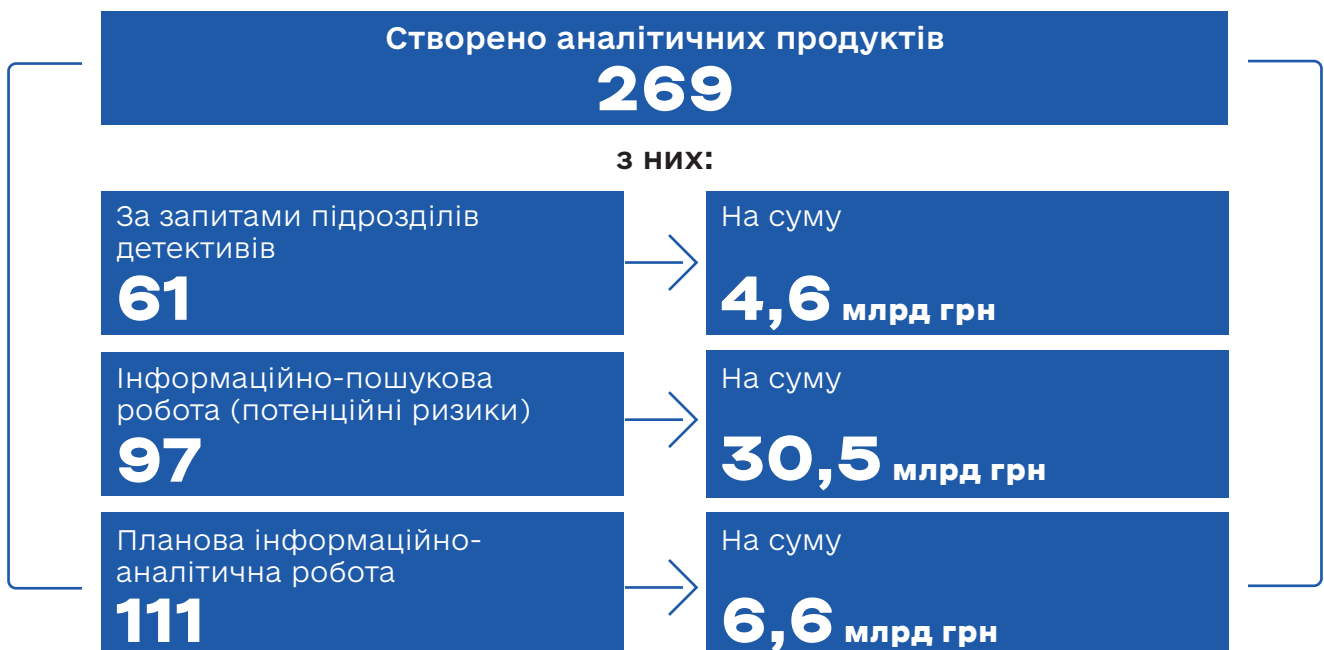 Створено аналітичних продуктів
269
з них:
За запитами підрозділів
детективів
61
На суму
4,6 млрд грн
Інформаційно-пошукова
робота (потенційні ризики)
97
На суму
30,5 млрд грн
Планова інформаційно-
аналітична робота
111
На суму
6,6 млрд грн